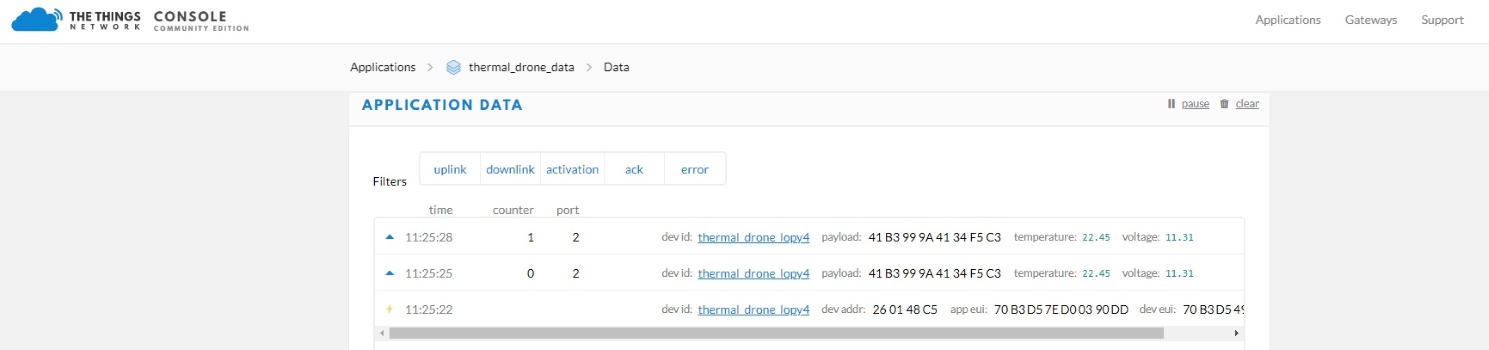 THE THINGS NETWORK CONSOLE COMMUNITY EDITION
Applications Gateways Support
Applications > thermal_drone_data > Data
APPLICATION DATA
pause clear
Filters uplink downlink activation ack error
time counter port
11:25:28 1 2 dev id: thermal_drone_lopy4 payload: 41 B3 99 9A 41 34 F5 C3 temperature: 22.45 voltage: 11.31
11:25:25 0 2 dev id: thermal_drone_lopy4 payload: 41 B3 99 9A 41 34 F5 C3 temperature: 22.45 voltage: 11.31
11:25:22 dev id: thermal_drone_lopy4 dev addr: 26 01 48 C5 app eui: 70 B3 D5 7E D0 03 90 DD dev eui: 70 B3 D5 49